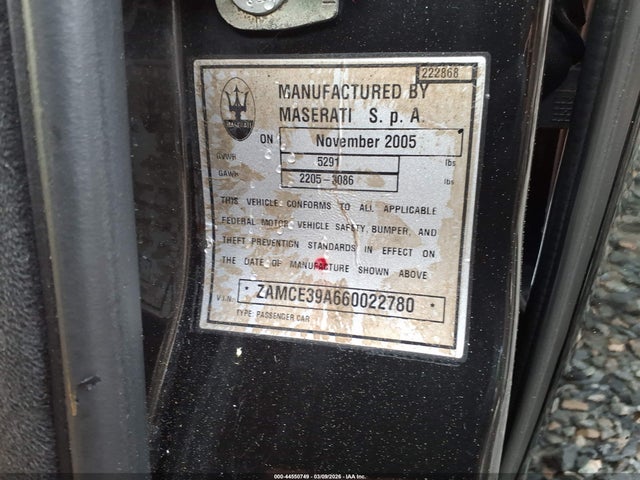 222868
MANUFACTURED BY
MASERATI S.p.A.
MASERATI
ON November 2005
GVWR 5291 lbs
GAWR 2205-3086 lbs
THIS VEHICLE CONFORMS TO ALL APPLICABLE
FEDERAL MOTOR VEHICLE SAFETY, BUMPER, AND
THEFT PREVENTION STANDARDS IN EFFECT ON
THE DATE OF MANUFACTURE SHOWN ABOVE
V.I.N: * ZAMCE39A660022780 *
TYPE: PASSENGER CAR
000-44550749 - 03/09/2026 - IAA Inc.